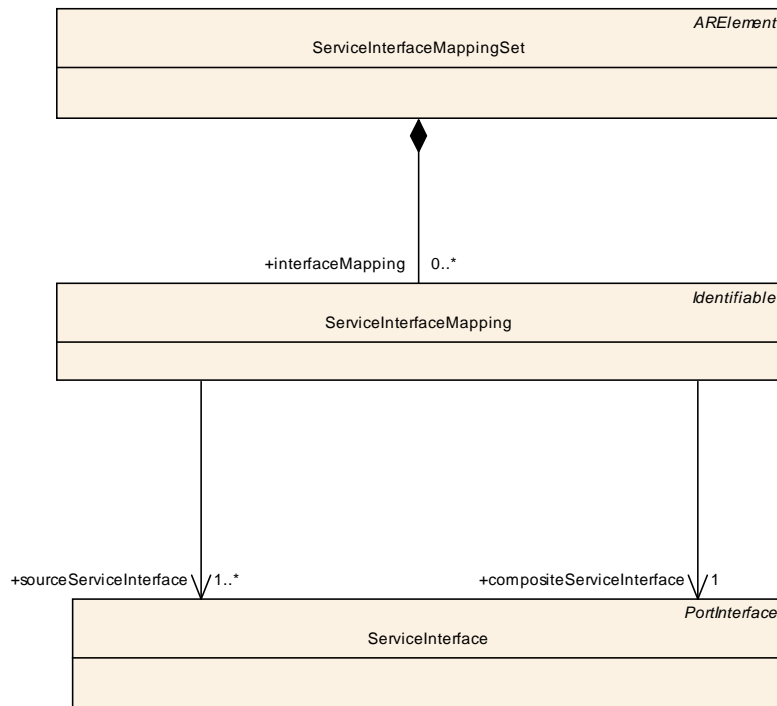 ARElement
ServiceInterfaceMappingSet
+interfaceMapping 0..*
Identifiable
ServiceInterfaceMapping
+sourceServiceInterface 1..* +compositeServiceInterface 1
PortInterface
ServiceInterface